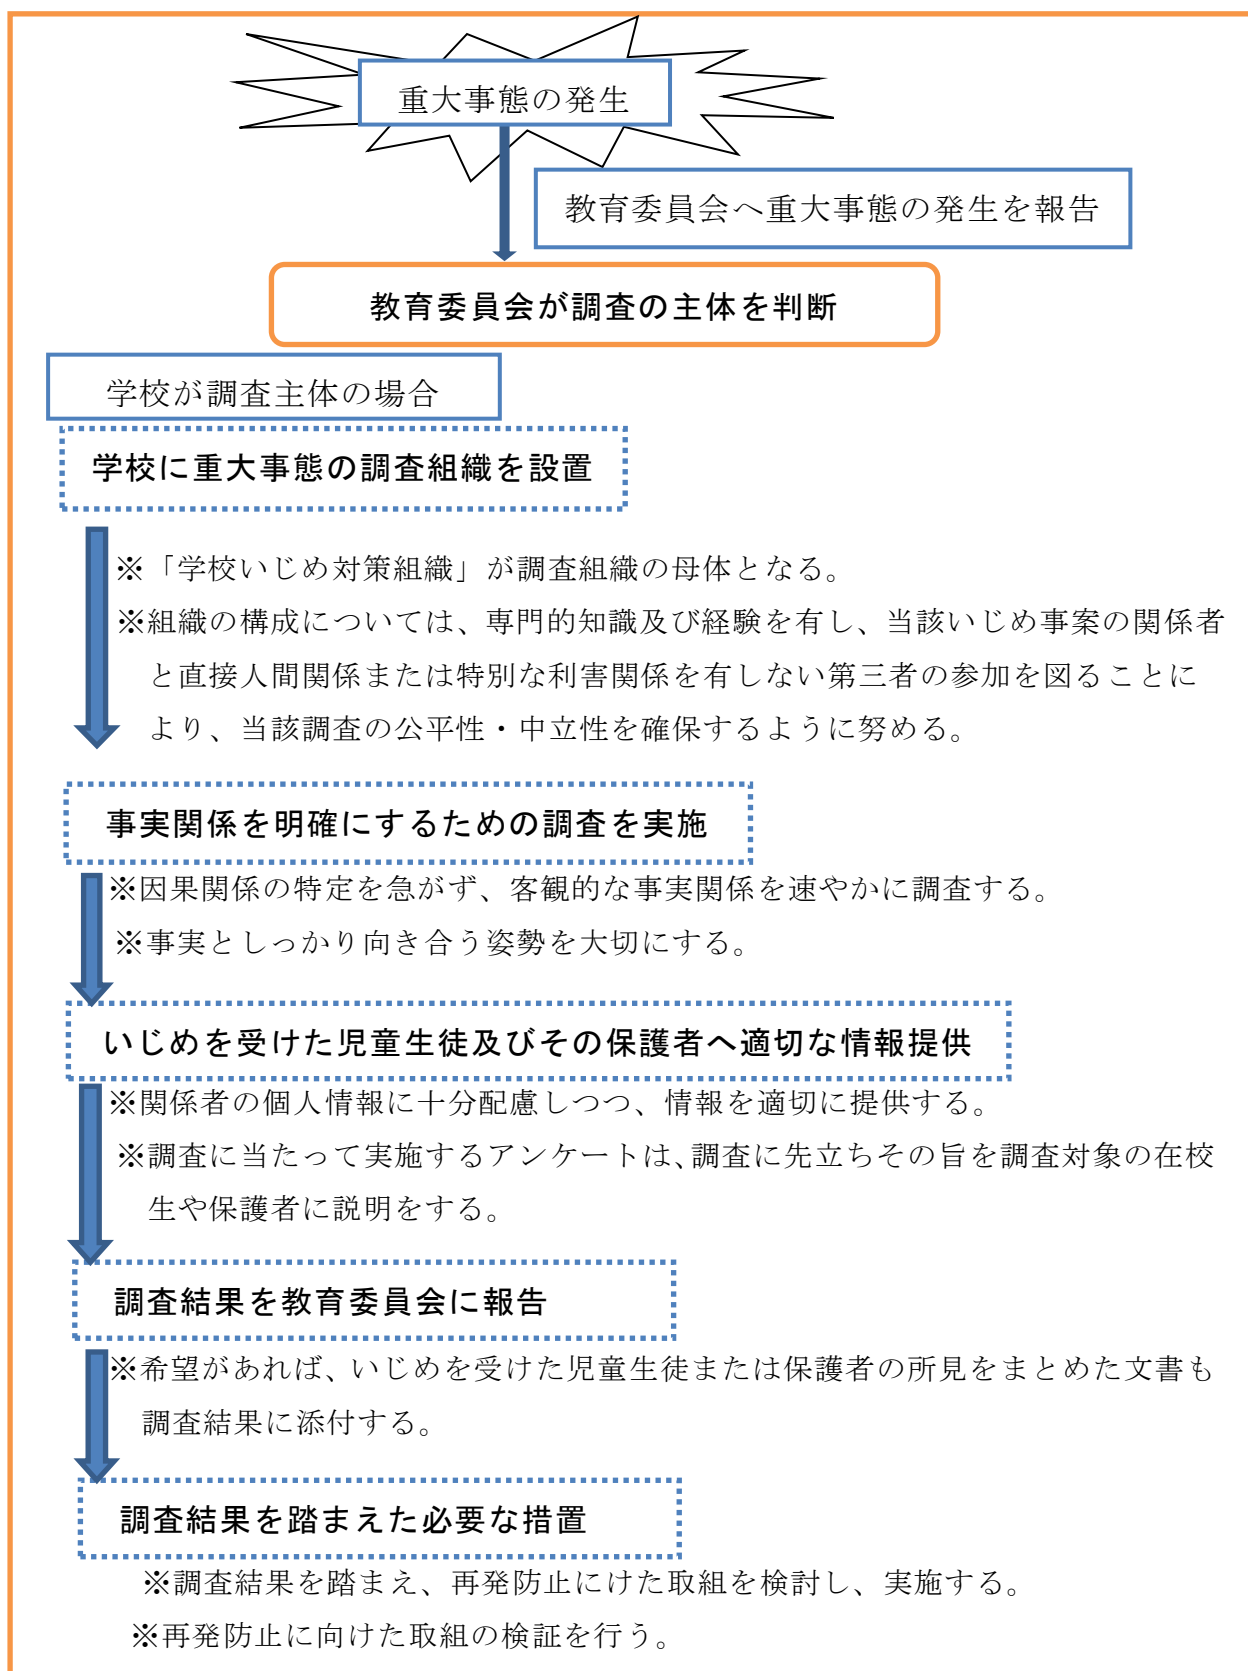 重大事態の発生
教育委員会へ重大事態の発生を報告
教育委員会が調査の主体を判断
学校が調査主体の場合
学校に重大事態の調査組織を設置
※「学校いじめ対策組織」が調査組織の母体となる。
※組織の構成については、専門的知識及び経験を有し、当該いじめ事案の関係者
と直接人間関係または特別な利害関係を有しない第三者の参加を図ることに
より、当該調査の公平性・中立性を確保するように努める。
事実関係を明確にするための調査を実施
※因果関係の特定を急がず、客観的な事実関係を速やかに調査する。
※事実としっかり向き合う姿勢を大切にする。
いじめを受けた児童生徒及びその保護者へ適切な情報提供
※関係者の個人情報に十分配慮しつつ、情報を適切に提供する。
※調査に当たって実施するアンケートは、調査に先立ちその旨を調査対象の在校
生や保護者に説明をする。
調査結果を教育委員会に報告
※希望があれば、いじめを受けた児童生徒または保護者の所見をまとめた文書も
調査結果に添付する。
調査結果を踏まえた必要な措置
※調査結果を踏まえ、再発防止にけた取組を検討し、実施する。
※再発防止に向けた取組の検証を行う。